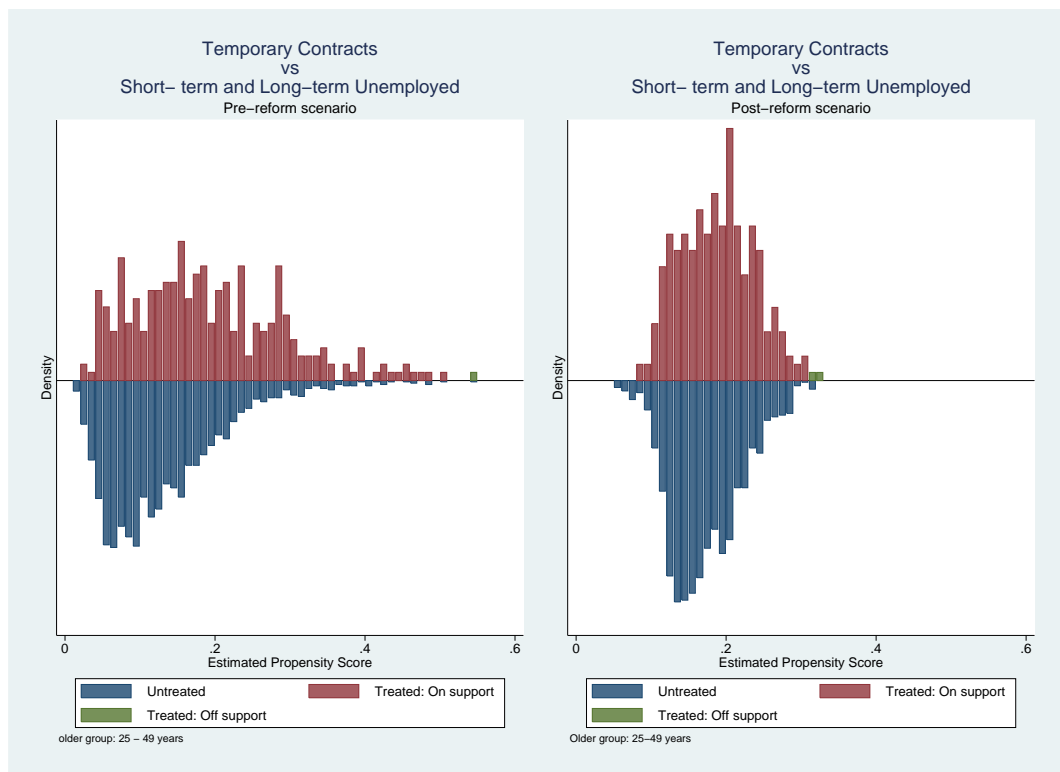 Temporary Contracts
vs
Short− term and Long−term Unemployed
Pre−reform scenario
Density
0
.2
.4
.6
Estimated Propensity Score
Untreated
Treated: On support
Treated: Off support
older group: 25 − 49 years
Temporary Contracts
vs
Short− term and Long−term Unemployed
Post−reform scenario
Density
0
.2
.4
.6
Estimated Propensity Score
Untreated
Treated: On support
Treated: Off support
Older group: 25−49 years